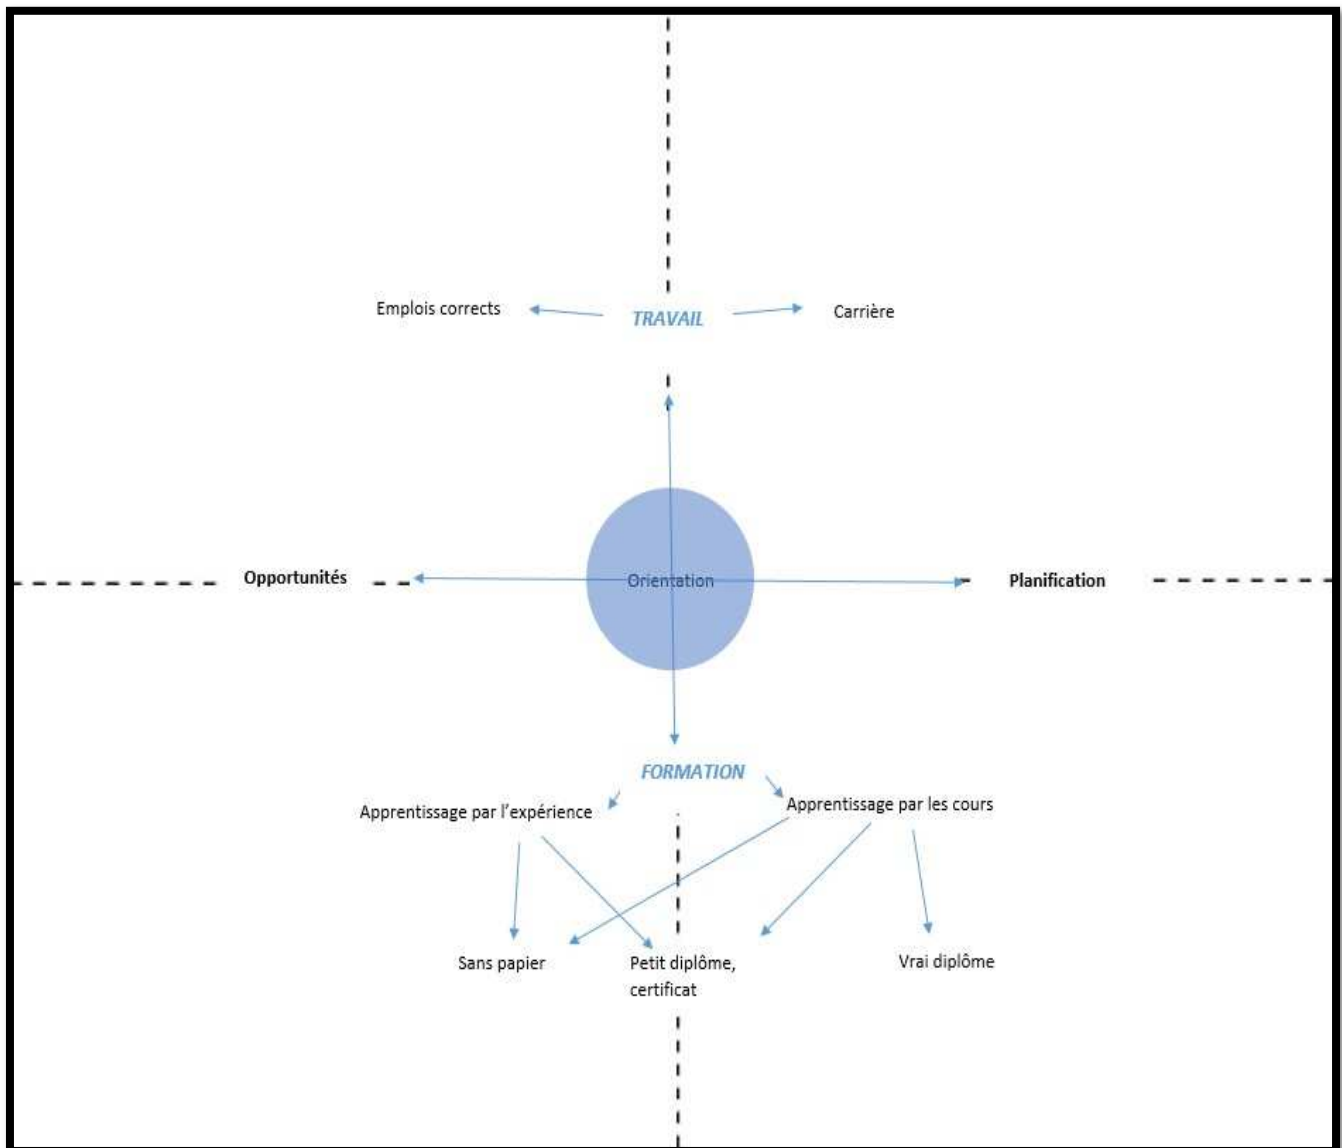 Emplois corrects
TRAVAIL
Carrière
Opportunités
Orientation
Planification
FORMATION
Apprentissage par l’expérience
Apprentissage par les cours
Sans papier
Petit diplôme,
certificat
Vrai diplôme